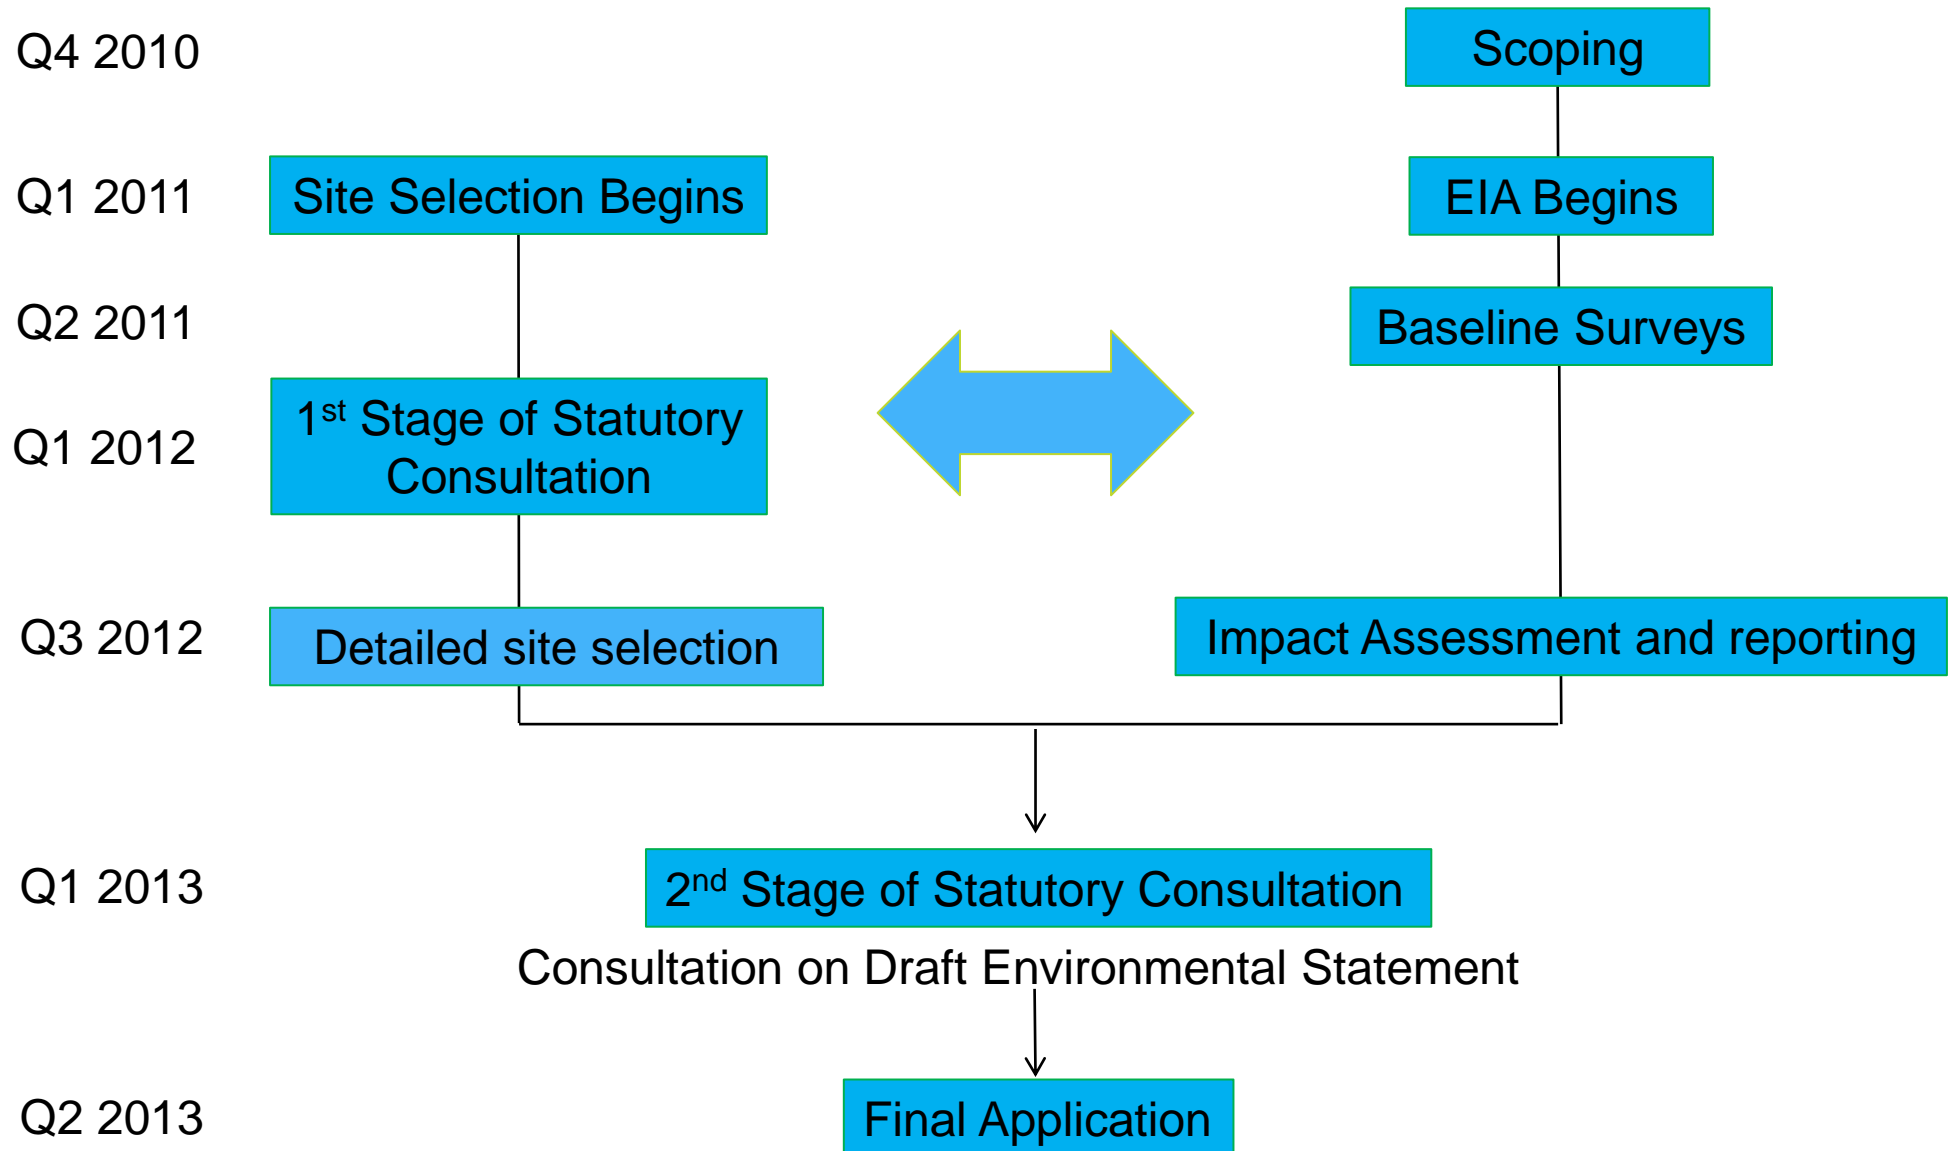 Q4 2010
Scoping
Q1 2011
Site Selection Begins
EIA Begins
Q2 2011
Baseline Surveys
Q1 2012
1st Stage of Statutory
Consultation
Q3 2012
Detailed site selection
Impact Assessment and reporting
Q1 2013
2nd Stage of Statutory Consultation
Consultation on Draft Environmental Statement
Q2 2013
Final Application